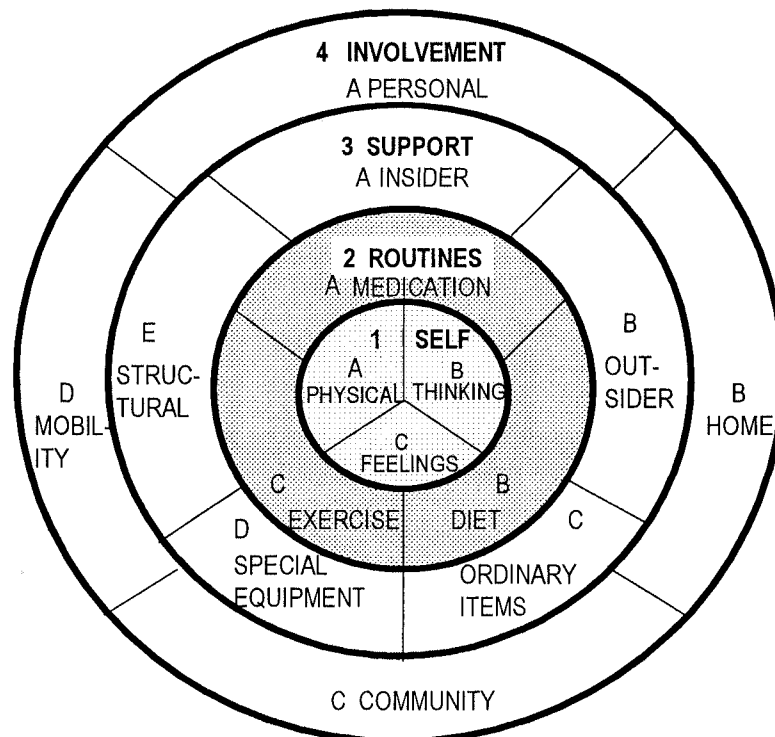 4 INVOLVEMENT
A PERSONAL
3 SUPPORT
A INSIDER
2 ROUTINES
A MEDICATION
1 SELF
A
PHYSICAL
B
THINKING
C
FEELINGS
B
DIET
C
EXERCISE
B
OUT-
SIDER
C
ORDINARY
ITEMS
D
SPECIAL
EQUIPMENT
E
STRUC-
TURAL
B
HOME
C COMMUNITY
D
MOBIL-
ITY